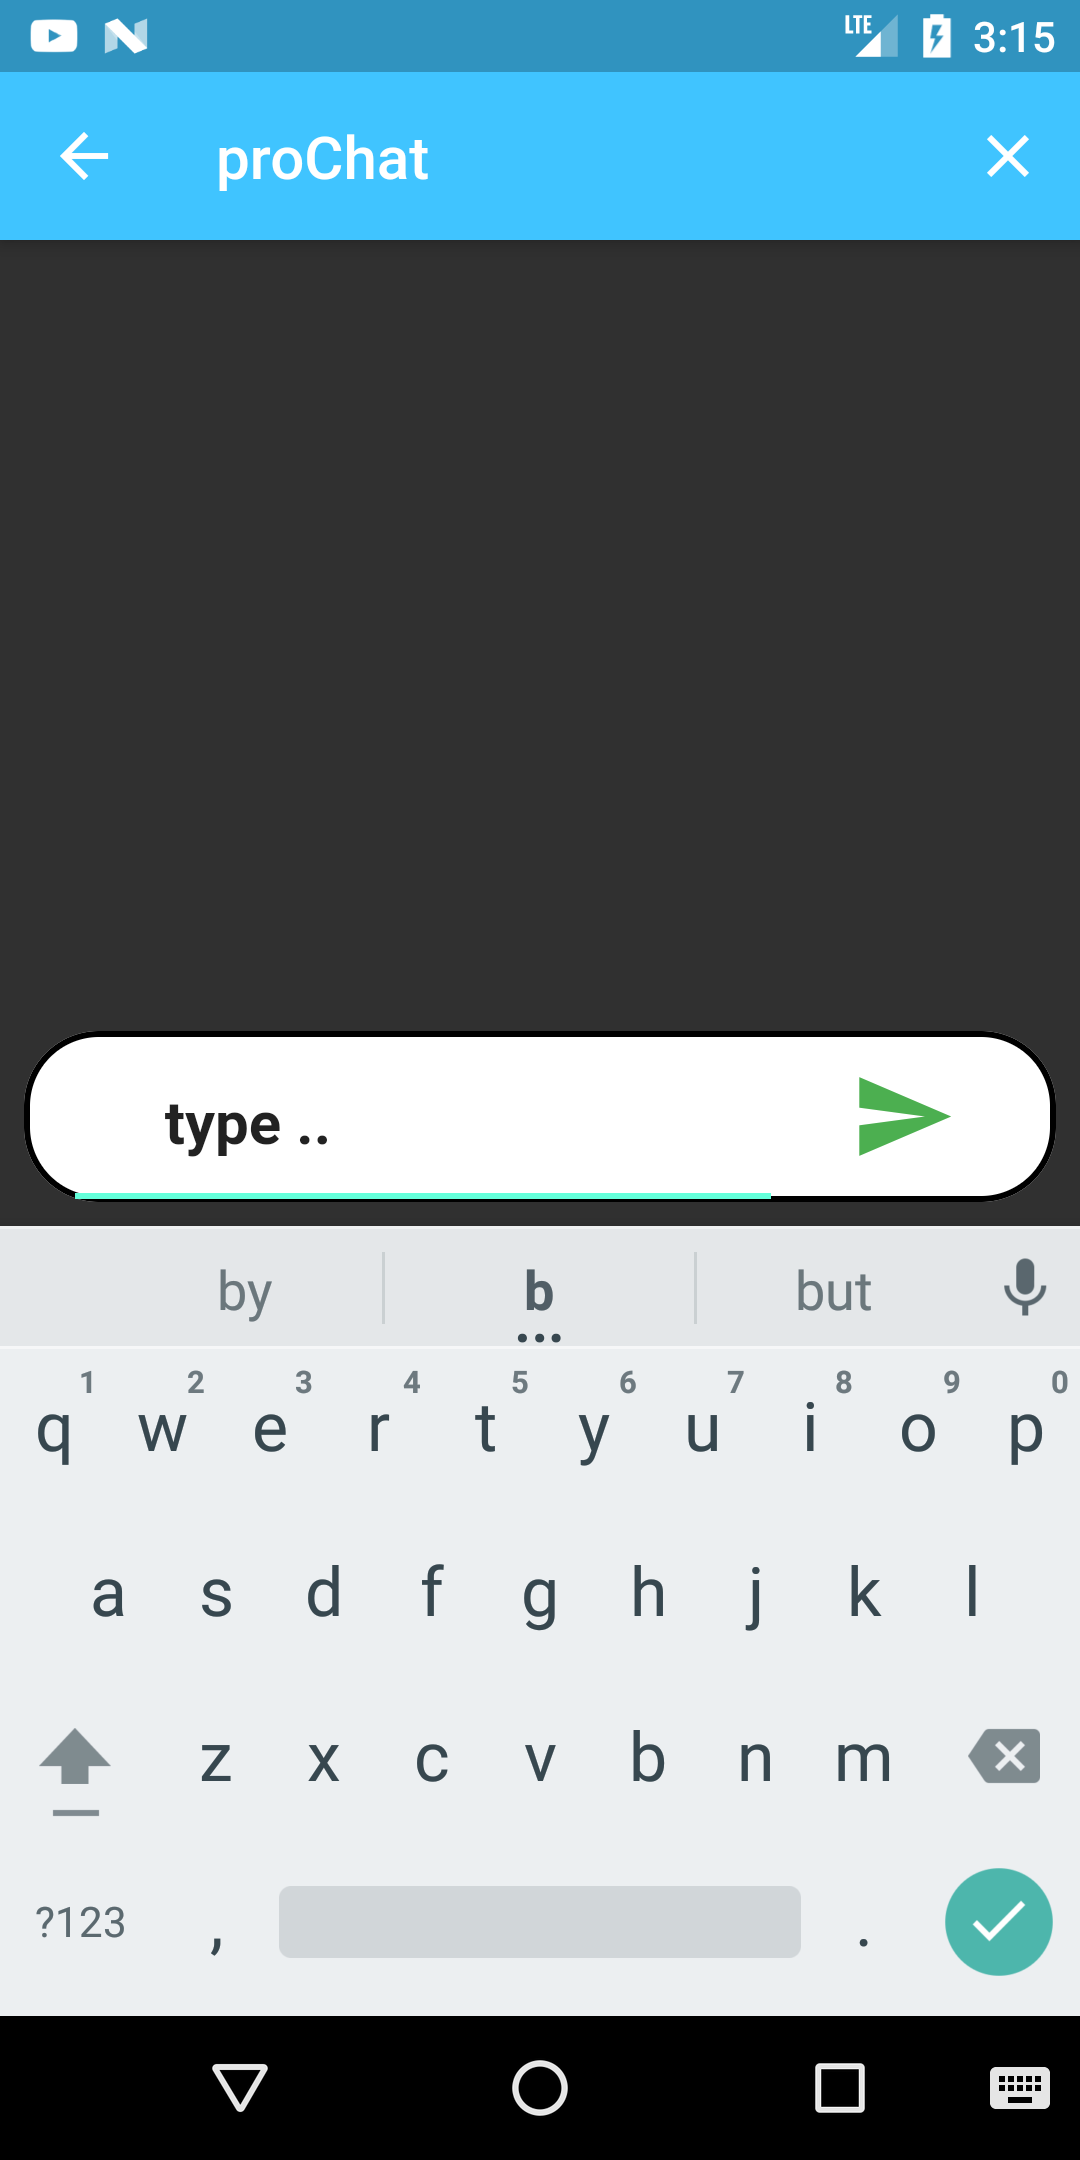 LTE 3:15
proChat
type ..
by b but
1 2 3 4 5 6 7 8 9 0
q w e r t y u i o p
a s d f g h j k l
z x c v b n m
?123 , .